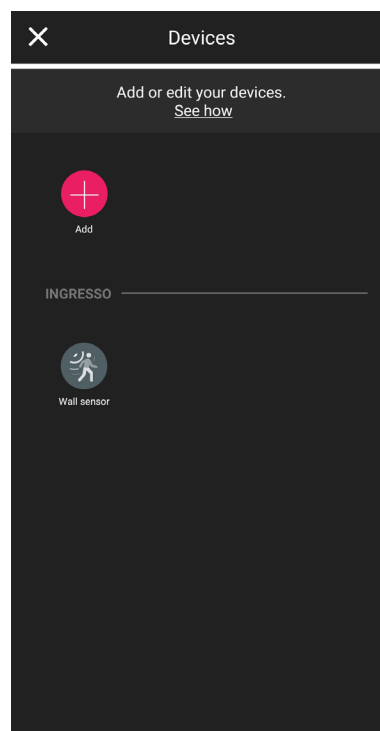 Devices
Add or edit your devices.
See how
Add
INGRESSO
Wall sensor